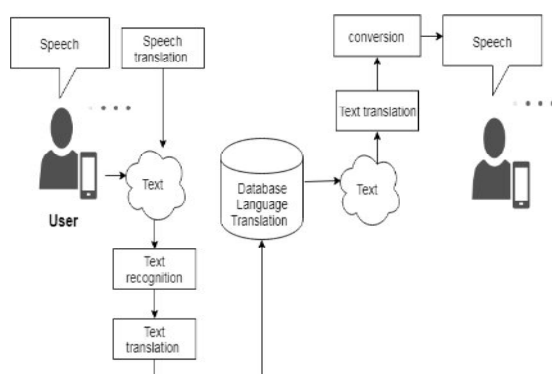 Speech
Speech
translation
Text
User
Text
recognition
Text
translation
Database
Language
Translation
Text
Text translation
conversion
Speech